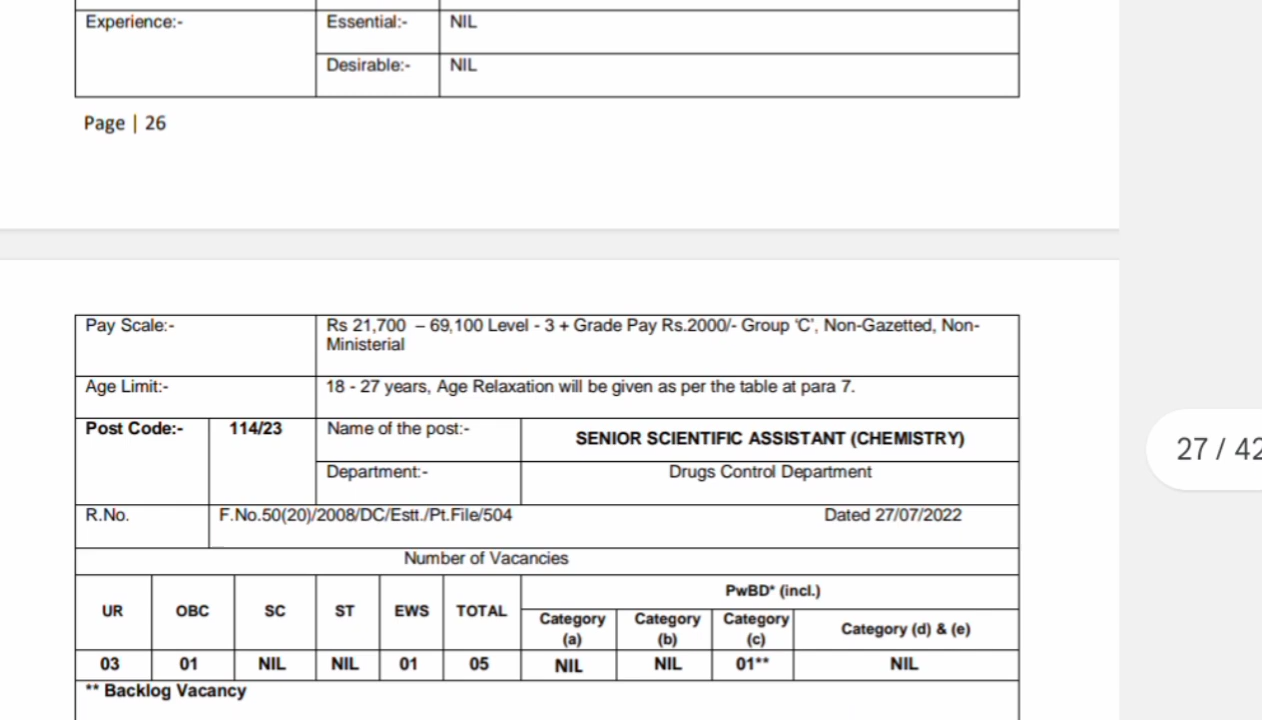 Experience:- Essential:- NIL
Desirable:- NIL
Page | 26
Pay Scale:- Rs 21,700 – 69,100 Level - 3 + Grade Pay Rs.2000/- Group 'C', Non-Gazetted, Non-
Ministerial
Age Limit:- 18 - 27 years, Age Relaxation will be given as per the table at para 7.
Post Code:- 114/23 Name of the post:- SENIOR SCIENTIFIC ASSISTANT (CHEMISTRY)
Department:- Drugs Control Department
R.No. F.No.50(20)/2008/DC/Estt./Pt.File/504 Dated 27/07/2022
Number of Vacancies
UR OBC SC ST EWS TOTAL PwBD* (incl.)
Category (a) Category (b) Category (c) Category (d) & (e)
03 01 NIL NIL 01 05 NIL NIL 01** NIL
** Backlog Vacancy
27 / 42